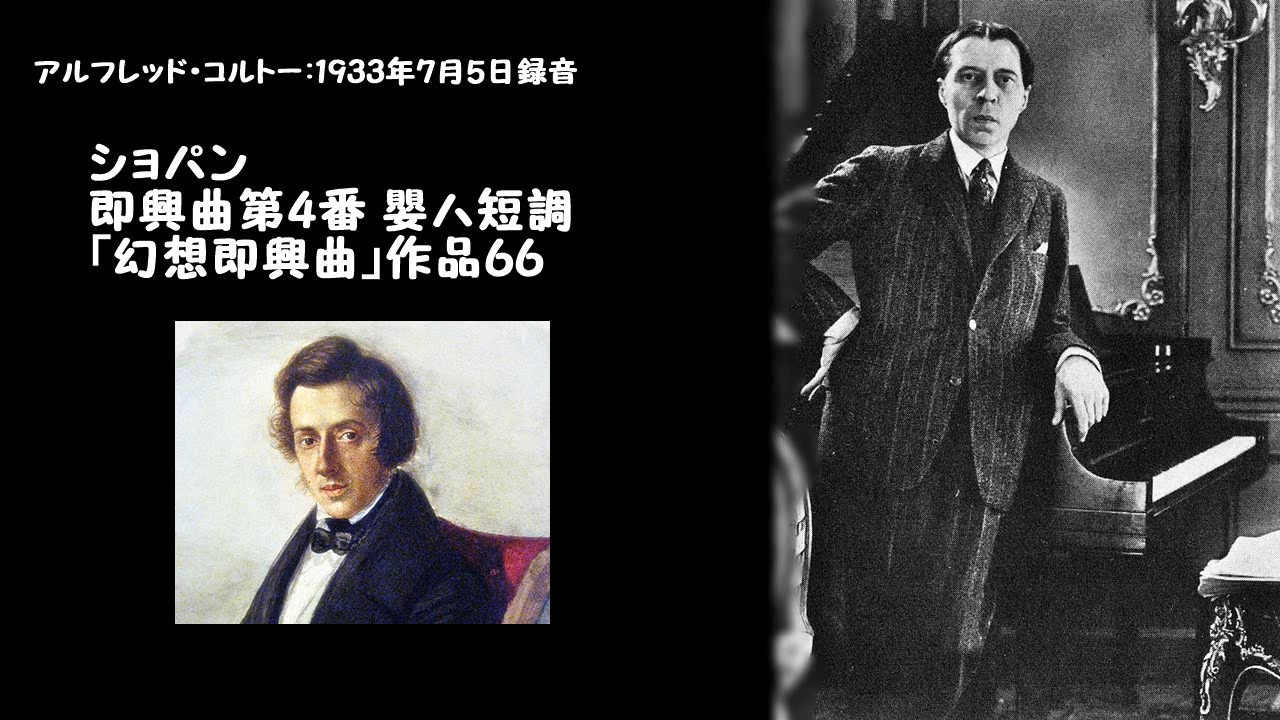 アルフレッド・コルトー:1933年7月5日録音
ショパン
即興曲第4番 嬰ハ短調
「幻想即興曲」作品66